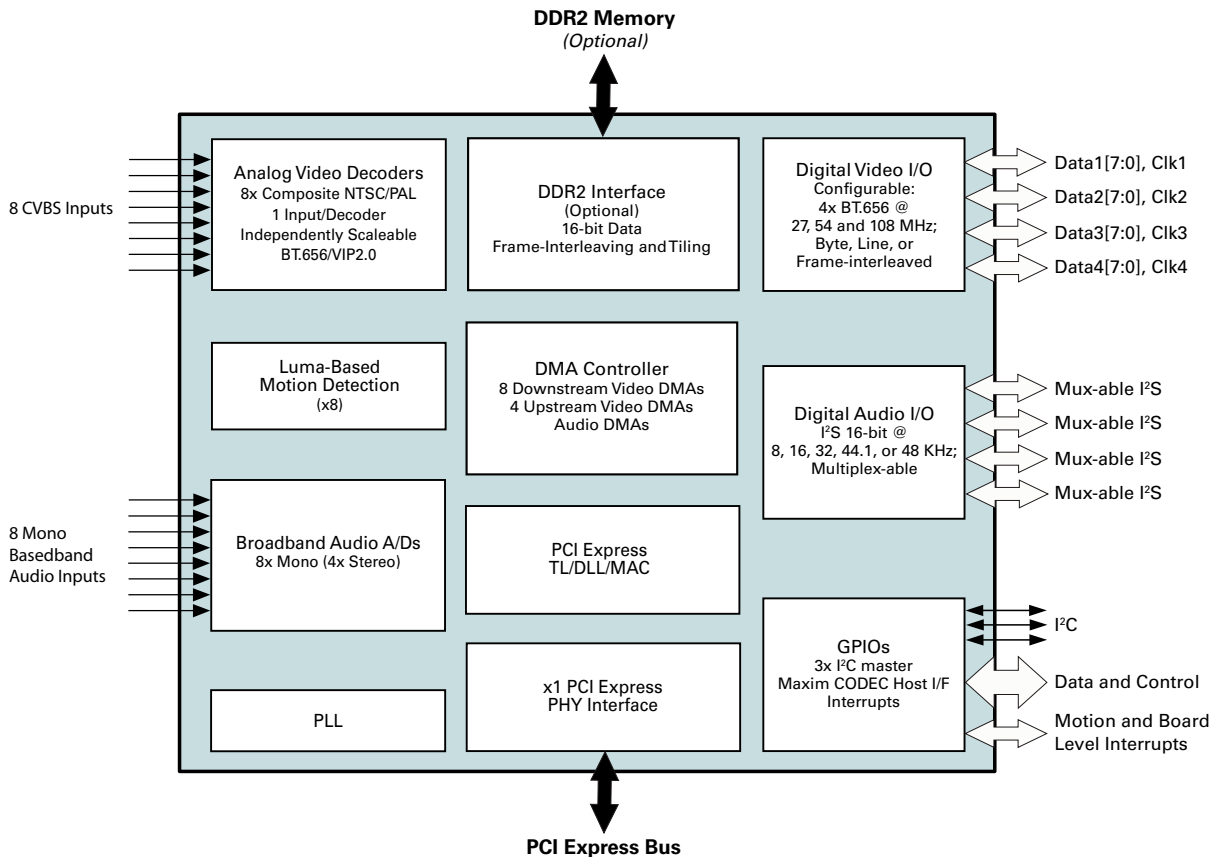 DDR2 Memory
(Optional)
8 CVBS Inputs
Analog Video Decoders
8x Composite NTSC/PAL
1 Input/Decoder
Independently Scaleable
BT.656/VIP2.0
DDR2 Interface
(Optional)
16-bit Data
Frame-Interleaving and Tiling
Digital Video I/O
Configurable:
4x BT.656 @
27, 54 and 108 MHz;
Byte, Line, or
Frame-interleaved
Data1[7:0], Clk1
Data2[7:0], Clk2
Data3[7:0], Clk3
Data4[7:0], Clk4
Luma-Based
Motion Detection
(x8)
DMA Controller
8 Downstream Video DMAs
4 Upstream Video DMAs
Audio DMAs
Digital Audio I/O
I²S 16-bit @
8, 16, 32, 44.1, or 48 KHz;
Multiplex-able
Mux-able I²S
Mux-able I²S
Mux-able I²S
Mux-able I²S
8 Mono
Basedband
Audio Inputs
Broadband Audio A/Ds
8x Mono (4x Stereo)
PCI Express
TL/DLL/MAC
GPIOs
3x I²C master
Maxim CODEC Host I/F
Interrupts
I²C
Data and Control
Motion and Board
Level Interrupts
PLL
x1 PCI Express
PHY Interface
PCI Express Bus